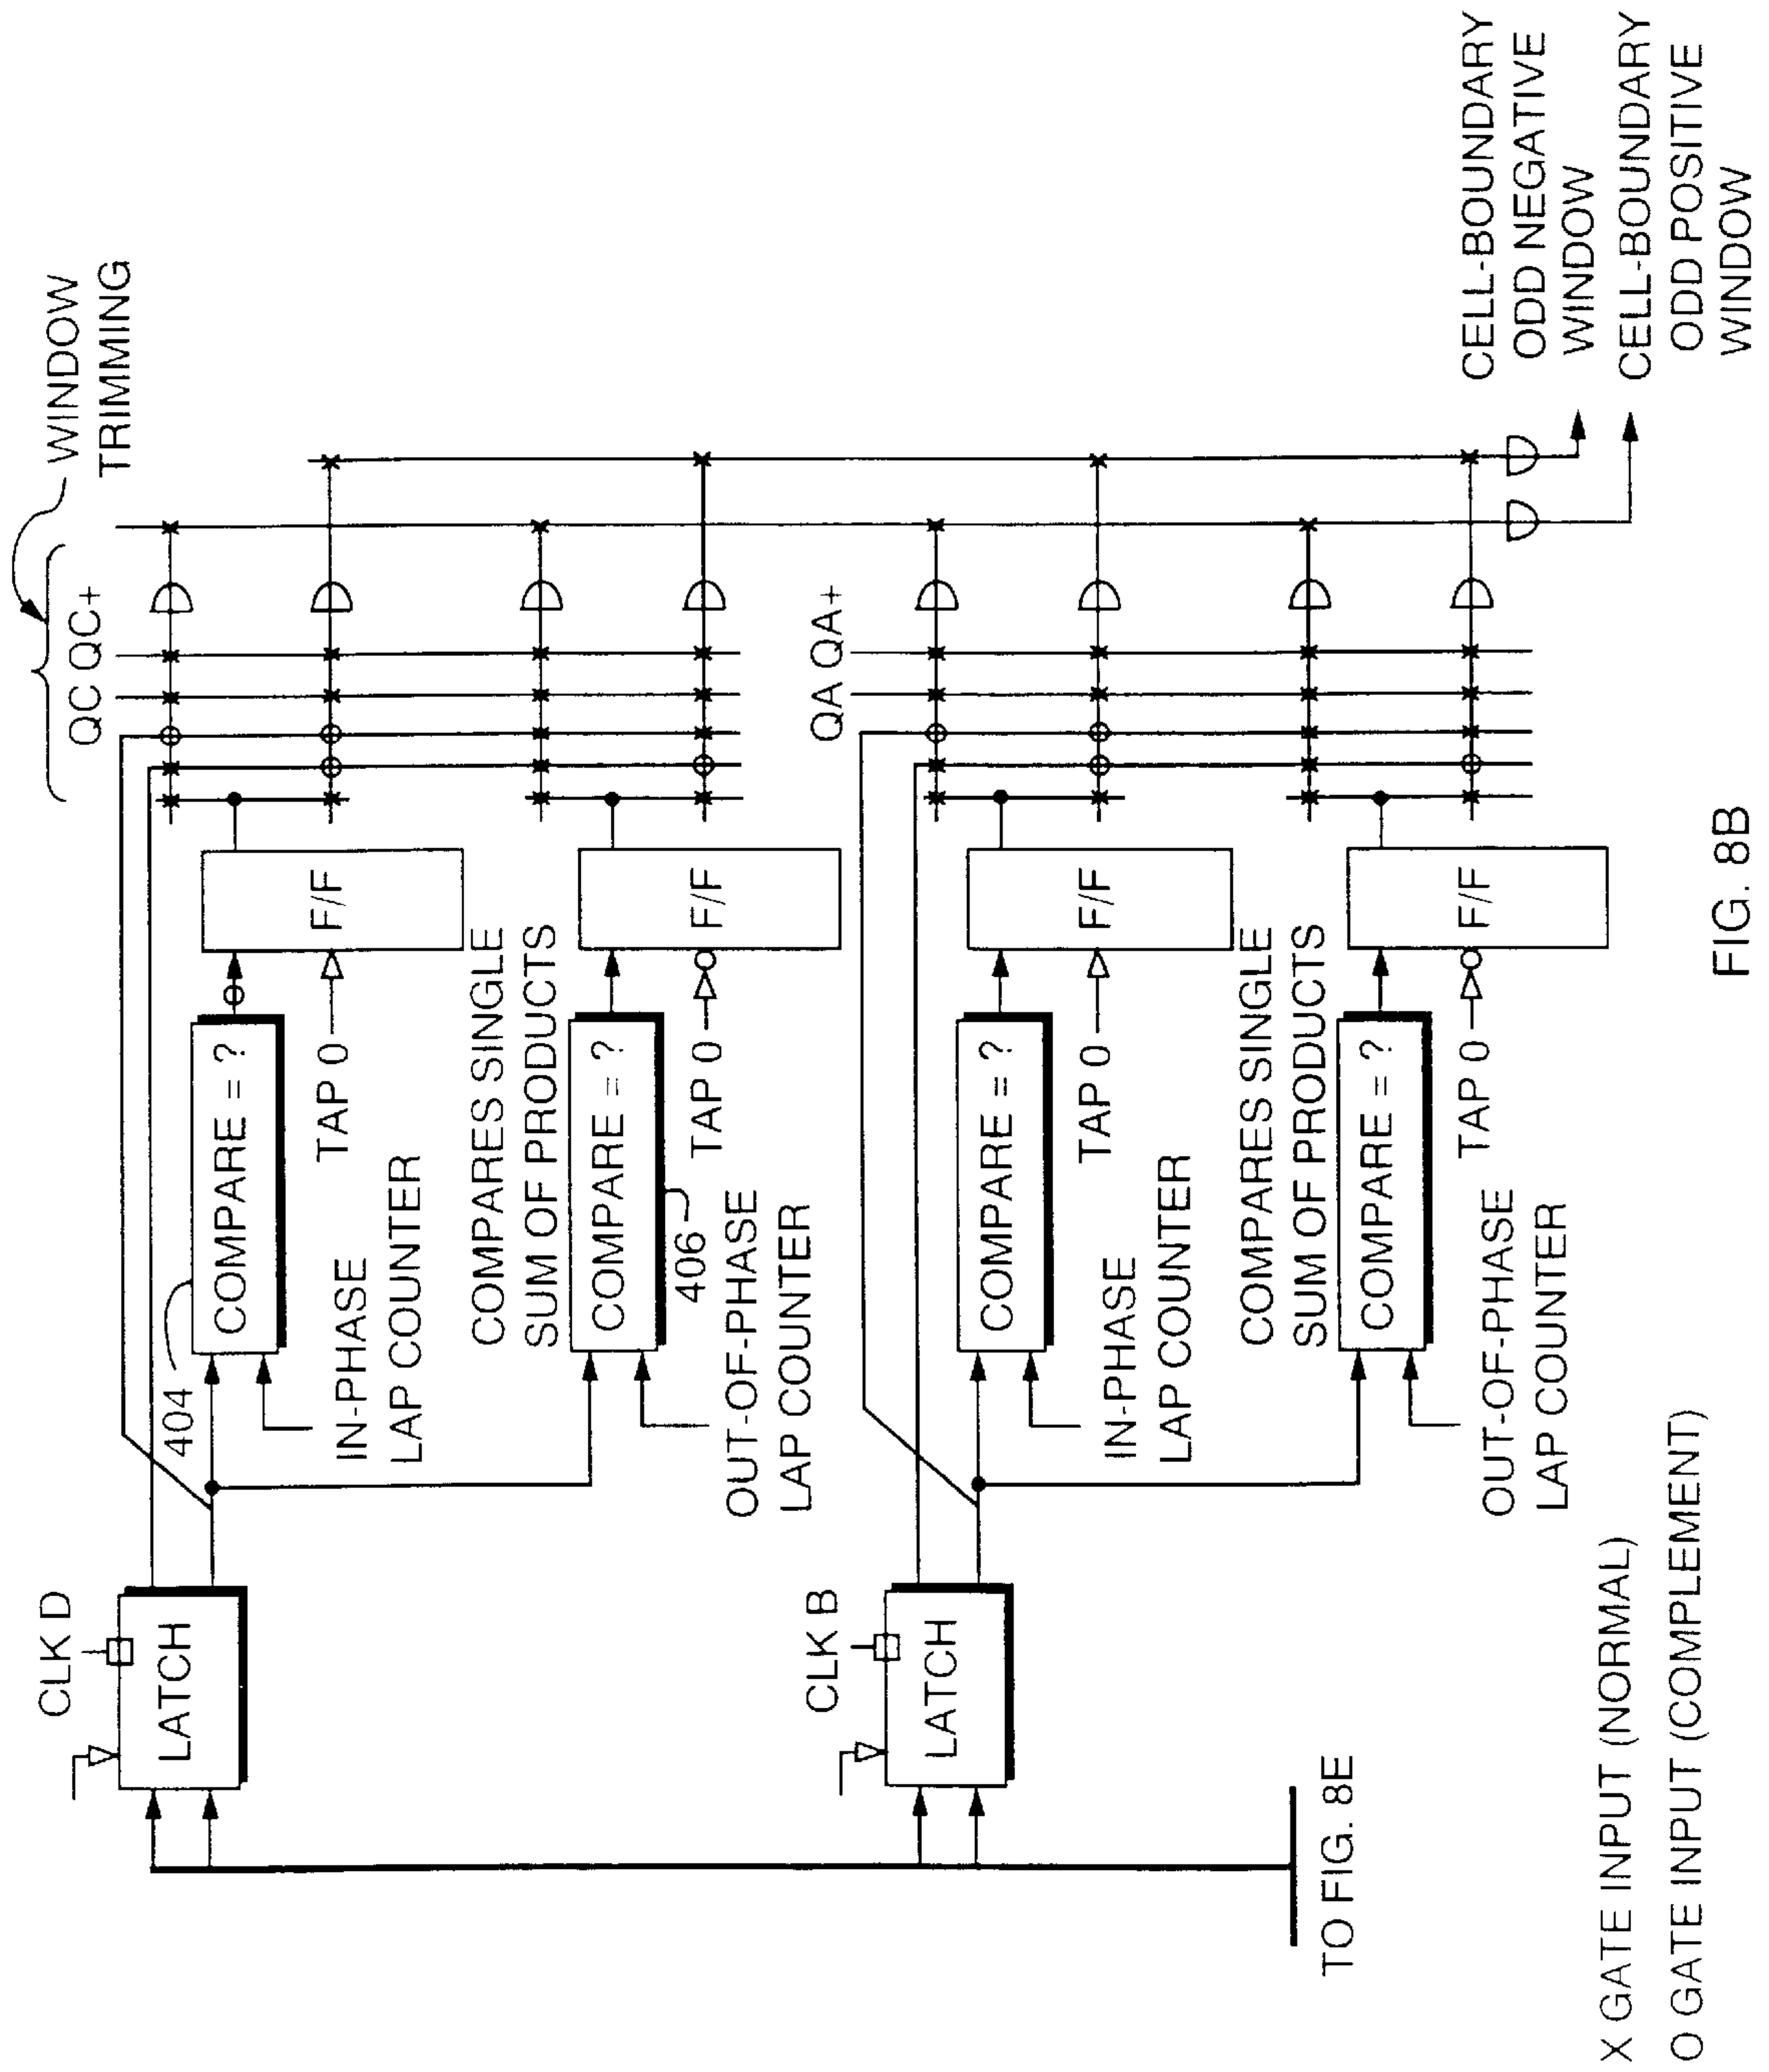 WINDOW
TRIMMING
QC QC+
QA QA+
CLK D
LATCH
404
COMPARE = ?
F/F
TAP 0
IN-PHASE
LAP COUNTER
COMPARES SINGLE
SUM OF PRODUCTS
COMPARE = ?
406
F/F
TAP 0
OUT-OF-PHASE
LAP COUNTER
CLK B
LATCH
COMPARE = ?
F/F
TAP 0
IN-PHASE
LAP COUNTER
COMPARES SINGLE
SUM OF PRODUCTS
COMPARE = ?
F/F
TAP 0
OUT-OF-PHASE
LAP COUNTER
CELL-BOUNDARY
ODD NEGATIVE
WINDOW
CELL-BOUNDARY
ODD POSITIVE
WINDOW
TO FIG. 8E
X GATE INPUT (NORMAL)
O GATE INPUT (COMPLEMENT)
FIG. 8B